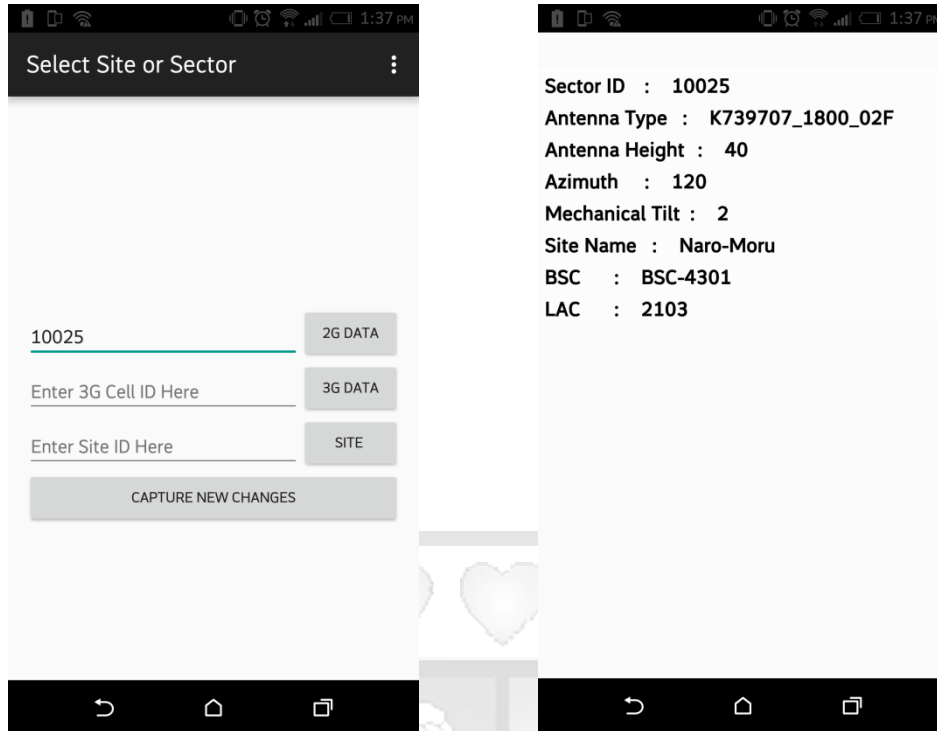 1:37 PM
Select Site or Sector
10025
2G DATA
Enter 3G Cell ID Here
3G DATA
Enter Site ID Here
SITE
CAPTURE NEW CHANGES
1:37 PM
Sector ID : 10025
Antenna Type : K739707_1800_02F
Antenna Height : 40
Azimuth : 120
Mechanical Tilt : 2
Site Name : Naro-Moru
BSC : BSC-4301
LAC : 2103